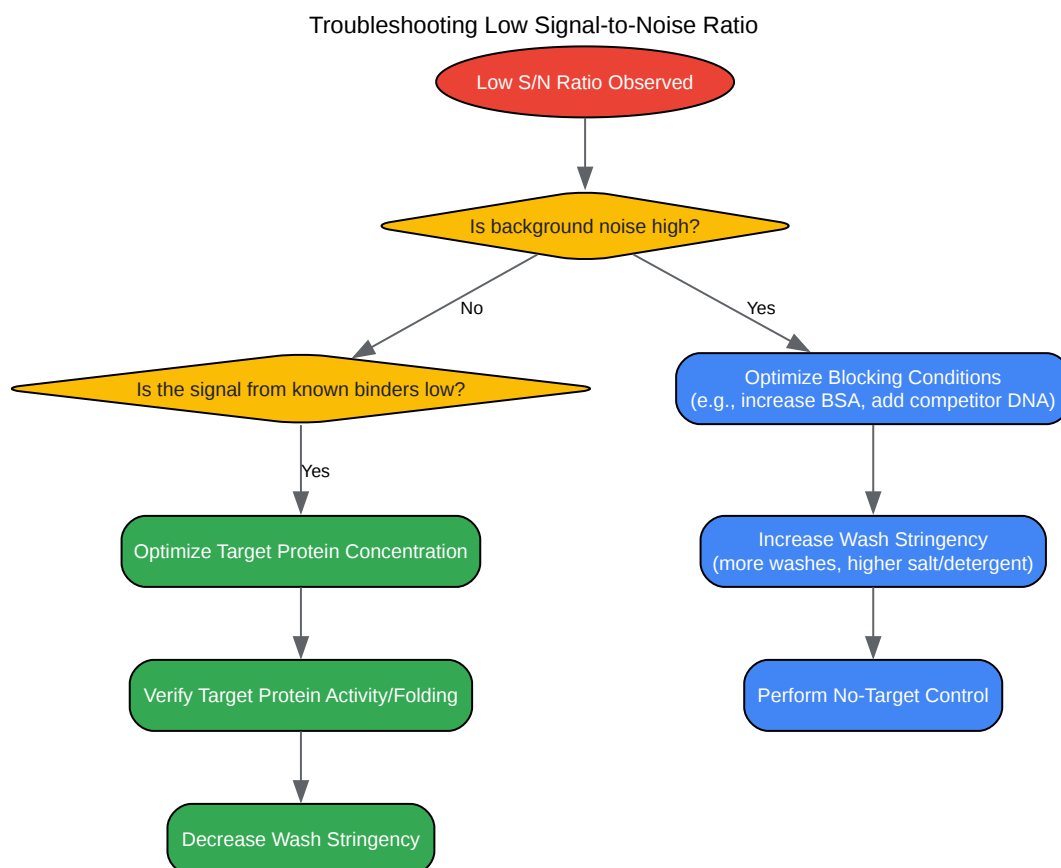 Troubleshooting Low Signal-to-Noise Ratio
Low S/N Ratio Observed
Is background noise high?
No
Yes
Is the signal from known binders low?
Optimize Blocking Conditions
(e.g., increase BSA, add competitor DNA)
Yes
Optimize Target Protein Concentration
Increase Wash Stringency
(more washes, higher salt/detergent)
Verify Target Protein Activity/Folding
Perform No-Target Control
Decrease Wash Stringency